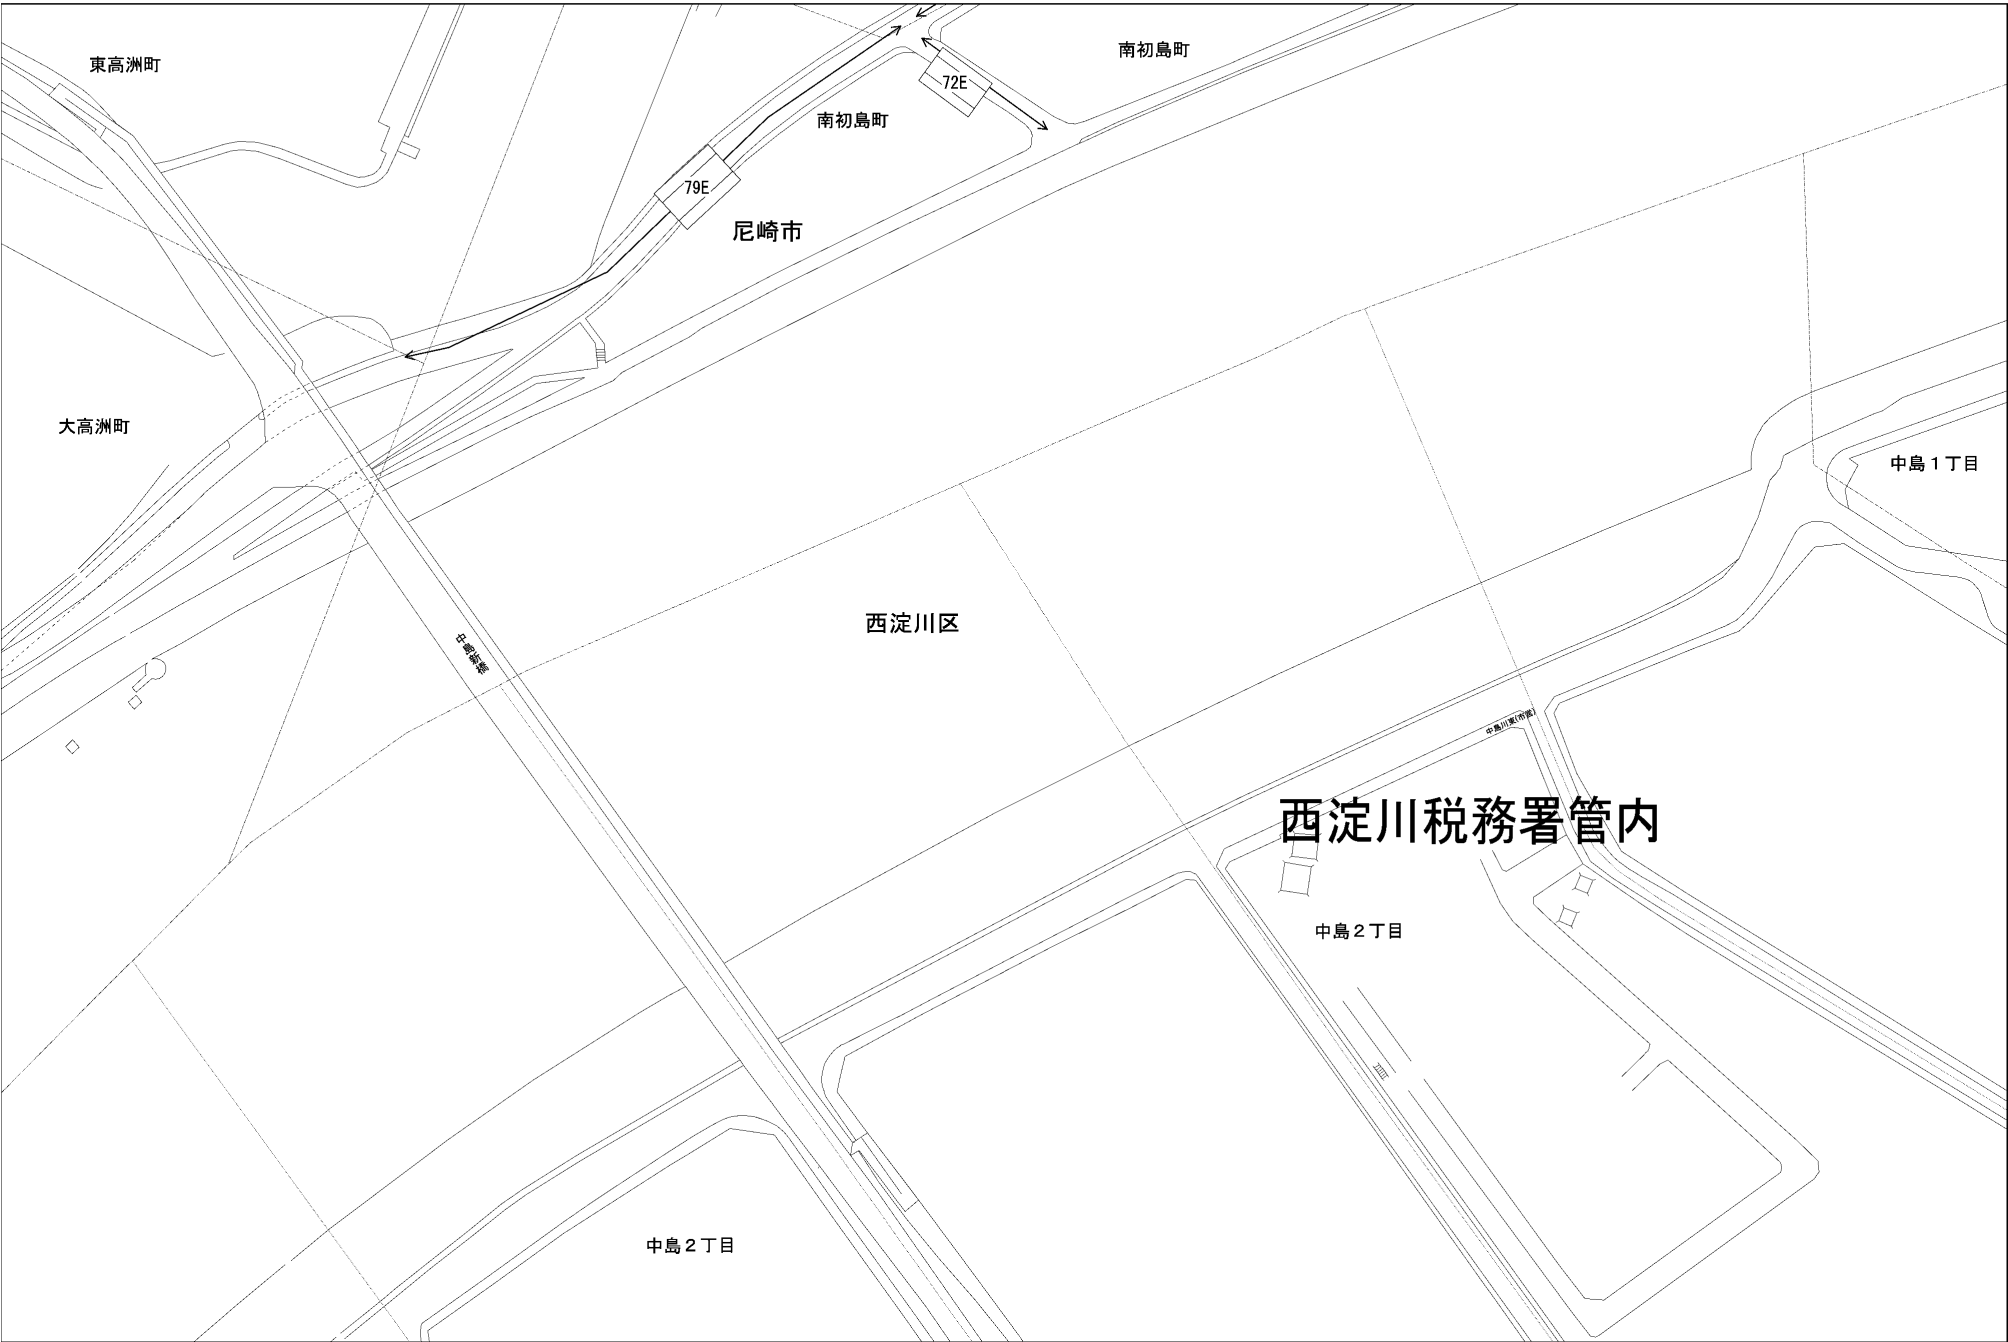 東高洲町
南初島町
72E
南初島町
79E
尼崎市
大高洲町
中島１丁目
西淀川区
中島新橋
中島川東(市営)
西淀川税務署管内
中島２丁目
中島２丁目